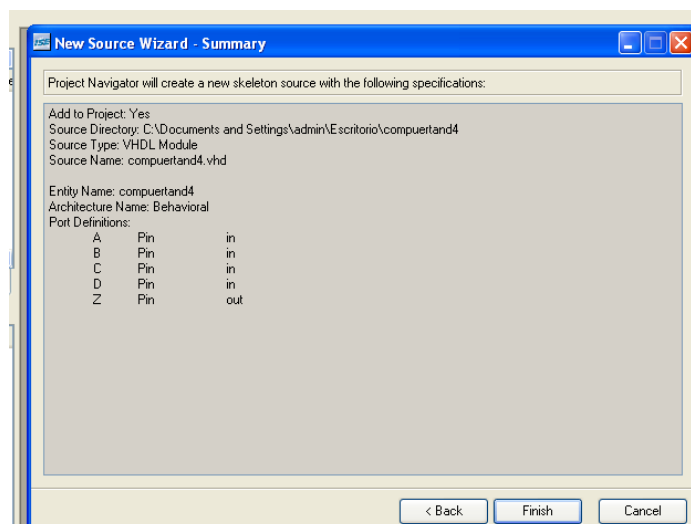 ISE New Source Wizard - Summary
Project Navigator will create a new skeleton source with the following specifications:
Add to Project: Yes
Source Directory: C:\Documents and Settings\admin\Escritorio\compuertand4
Source Type: VHDL Module
Source Name: compuertand4.vhd
Entity Name: compuertand4
Architecture Name: Behavioral
Port Definitions:
A Pin in
B Pin in
C Pin in
D Pin in
Z Pin out
< Back Finish Cancel